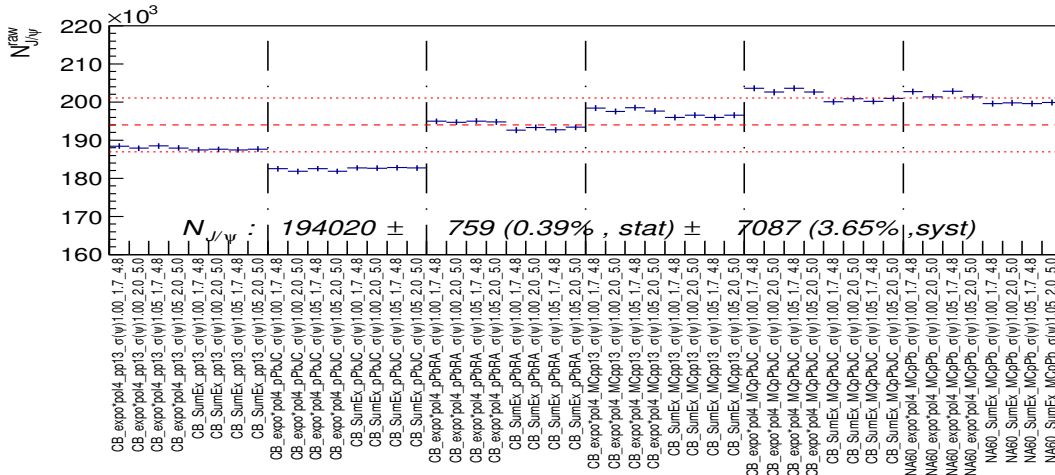 N^raw_J/ψ
×10³
220
210
200
190
180
170
160
N_J/ψ : 194020 ± 759 (0.39% , stat) ± 7087 (3.65% ,syst)
CB_expo*pol4_pp13_σ(ψ)1.00_1.7_4.8
CB_expo*pol4_pp13_σ(ψ)1.00_2.0_5.0
CB_expo*pol4_pp13_σ(ψ)1.05_1.7_4.8
CB_expo*pol4_pp13_σ(ψ)1.05_2.0_5.0
CB_SumEx_pp13_σ(ψ)1.00_1.7_4.8
CB_SumEx_pp13_σ(ψ)1.00_2.0_5.0
CB_SumEx_pp13_σ(ψ)1.05_1.7_4.8
CB_SumEx_pp13_σ(ψ)1.05_2.0_5.0
CB_expo*pol4_pPbJC_σ(ψ)1.00_1.7_4.8
CB_expo*pol4_pPbJC_σ(ψ)1.00_2.0_5.0
CB_expo*pol4_pPbJC_σ(ψ)1.05_1.7_4.8
CB_expo*pol4_pPbJC_σ(ψ)1.05_2.0_5.0
CB_SumEx_pPbJC_σ(ψ)1.00_1.7_4.8
CB_SumEx_pPbJC_σ(ψ)1.00_2.0_5.0
CB_SumEx_pPbJC_σ(ψ)1.05_1.7_4.8
CB_SumEx_pPbJC_σ(ψ)1.05_2.0_5.0
CB_expo*pol4_pPbRA_σ(ψ)1.00_1.7_4.8
CB_expo*pol4_pPbRA_σ(ψ)1.00_2.0_5.0
CB_expo*pol4_pPbRA_σ(ψ)1.05_1.7_4.8
CB_expo*pol4_pPbRA_σ(ψ)1.05_2.0_5.0
CB_SumEx_pPbRA_σ(ψ)1.00_1.7_4.8
CB_SumEx_pPbRA_σ(ψ)1.00_2.0_5.0
CB_SumEx_pPbRA_σ(ψ)1.05_1.7_4.8
CB_SumEx_pPbRA_σ(ψ)1.05_2.0_5.0
CB_expo*pol4_MCpp13_σ(ψ)1.00_1.7_4.8
CB_expo*pol4_MCpp13_σ(ψ)1.00_2.0_5.0
CB_expo*pol4_MCpp13_σ(ψ)1.05_1.7_4.8
CB_expo*pol4_MCpp13_σ(ψ)1.05_2.0_5.0
CB_SumEx_MCpp13_σ(ψ)1.00_1.7_4.8
CB_SumEx_MCpp13_σ(ψ)1.00_2.0_5.0
CB_SumEx_MCpp13_σ(ψ)1.05_1.7_4.8
CB_SumEx_MCpp13_σ(ψ)1.05_2.0_5.0
CB_expo*pol4_MCpPbJC_σ(ψ)1.00_1.7_4.8
CB_expo*pol4_MCpPbJC_σ(ψ)1.00_2.0_5.0
CB_expo*pol4_MCpPbJC_σ(ψ)1.05_1.7_4.8
CB_expo*pol4_MCpPbJC_σ(ψ)1.05_2.0_5.0
CB_SumEx_MCpPbJC_σ(ψ)1.00_1.7_4.8
CB_SumEx_MCpPbJC_σ(ψ)1.00_2.0_5.0
CB_SumEx_MCpPbJC_σ(ψ)1.05_1.7_4.8
CB_SumEx_MCpPbJC_σ(ψ)1.05_2.0_5.0
NA60_expo*pol4_MCpPb_σ(ψ)1.00_1.7_4.8
NA60_expo*pol4_MCpPb_σ(ψ)1.00_2.0_5.0
NA60_expo*pol4_MCpPb_σ(ψ)1.05_1.7_4.8
NA60_expo*pol4_MCpPb_σ(ψ)1.05_2.0_5.0
NA60_SumEx_MCpPb_σ(ψ)1.00_1.7_4.8
NA60_SumEx_MCpPb_σ(ψ)1.00_2.0_5.0
NA60_SumEx_MCpPb_σ(ψ)1.05_1.7_4.8
NA60_SumEx_MCpPb_σ(ψ)1.05_2.0_5.0